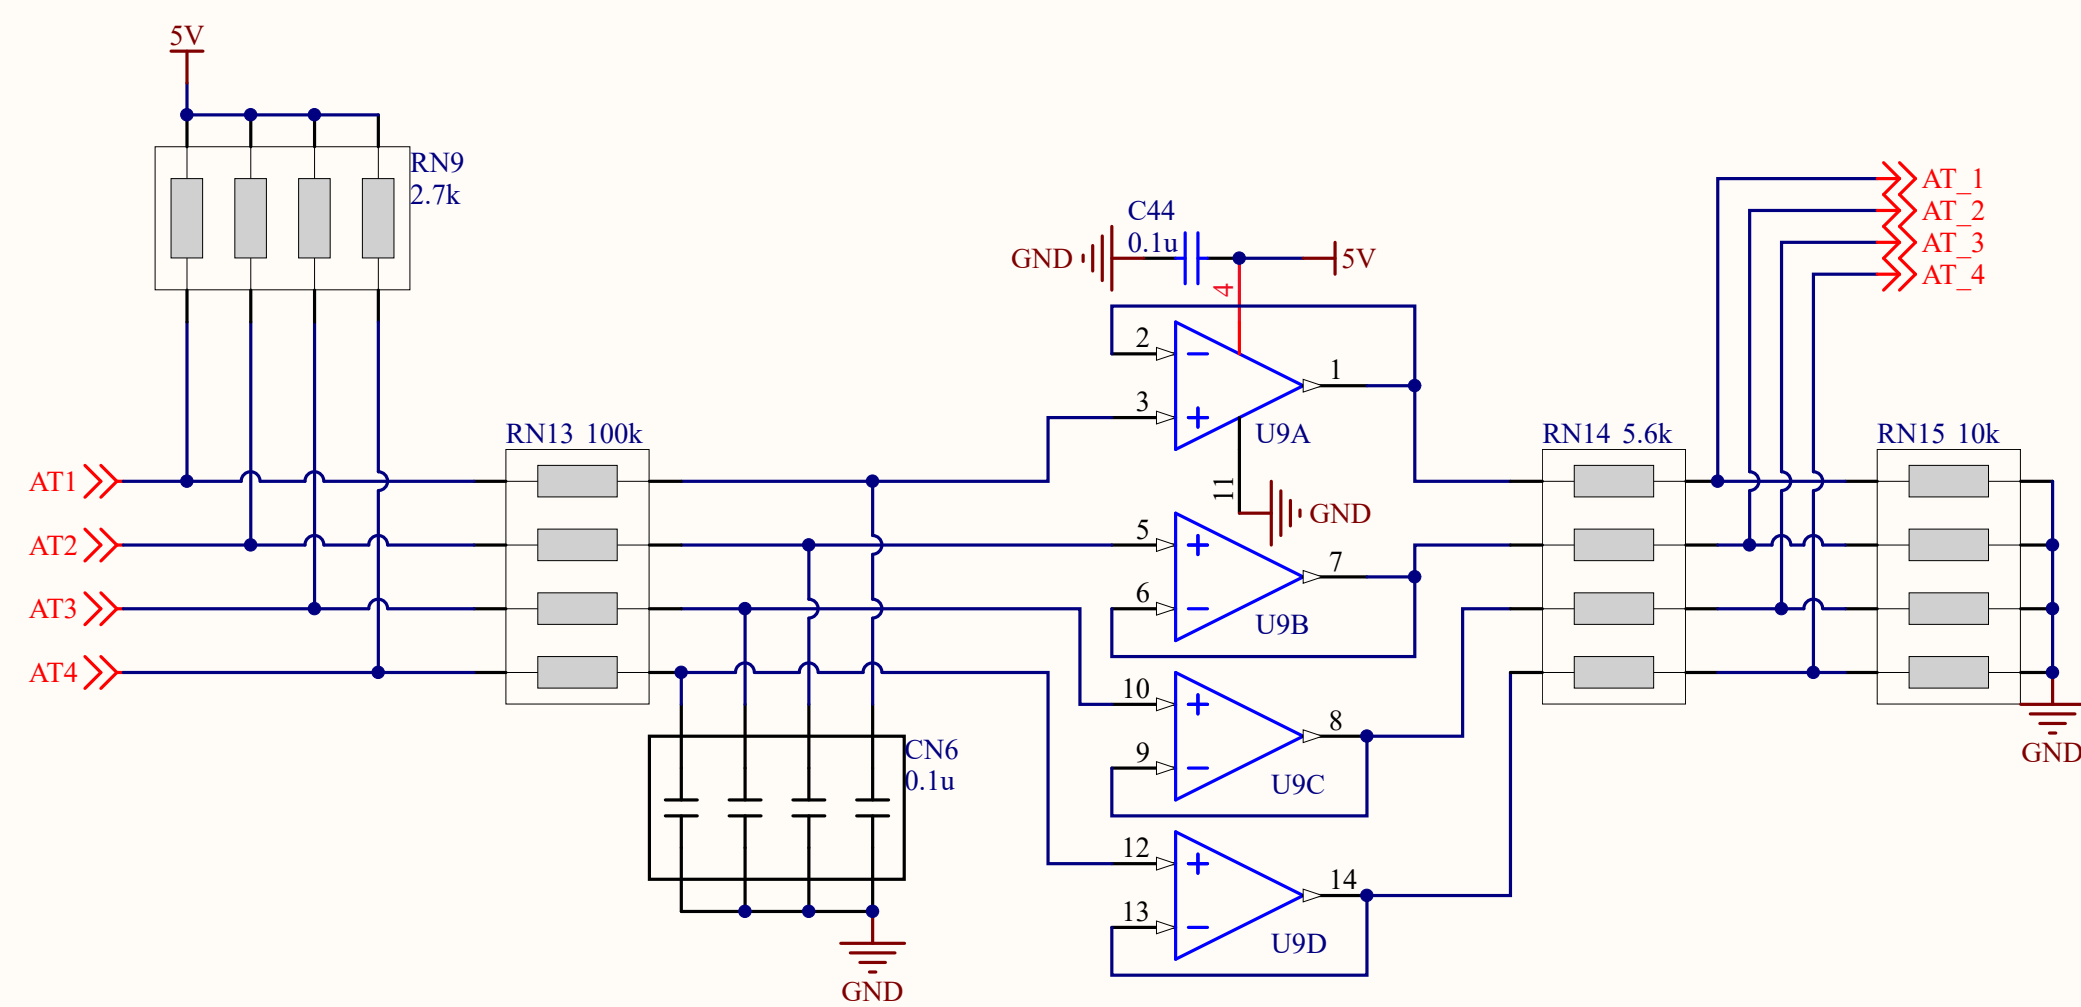 5V
RN9
2.7k
AT_1
AT_2
AT_3
AT_4
C44
0.1u
GND
5V
4
2
3
1
U9A
11
GND
RN13 100k
RN14 5.6k
RN15 10k
AT1
AT2
AT3
AT4
5
6
7
U9B
10
9
8
U9C
CN6
0.1u
GND
12
13
14
U9D
GND